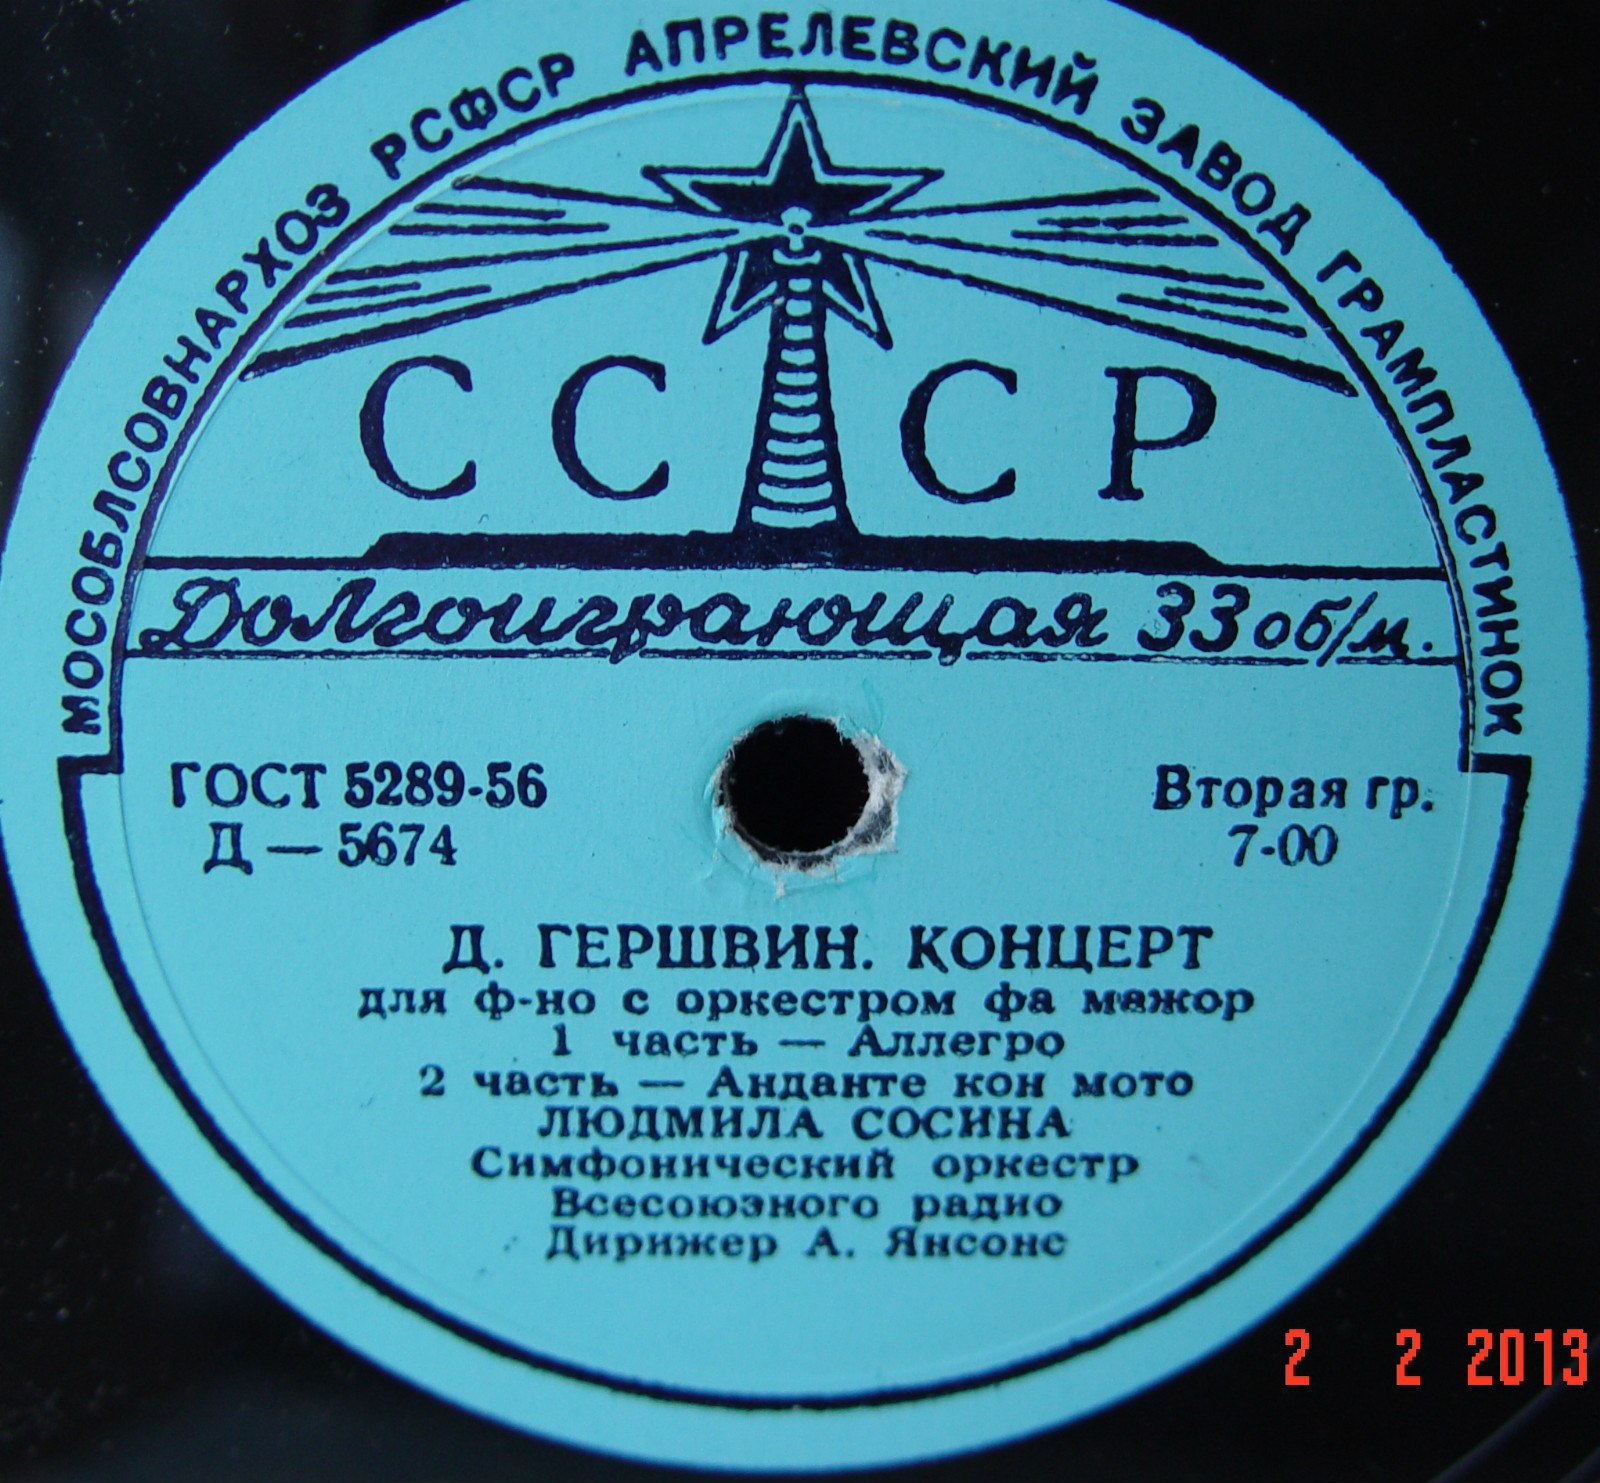 МОСОБЛСОВНАРХОЗ РСФСР АПРЕЛЕВСКИЙ ЗАВОД ГРАМПЛАСТИНОК
СССР
Долгоиграющая 33 об/м.
ГОСТ 5289-56
Д — 5674
Вторая гр.
7-00
Д. ГЕРШВИН. КОНЦЕРТ
для ф-но с оркестром фа мажор
1 часть — Аллегро
2 часть — Анданте кон мото
ЛЮДМИЛА СОСИНА
Симфонический оркестр
Всесоюзного радио
Дирижер А. Янсонс
2 2 2013